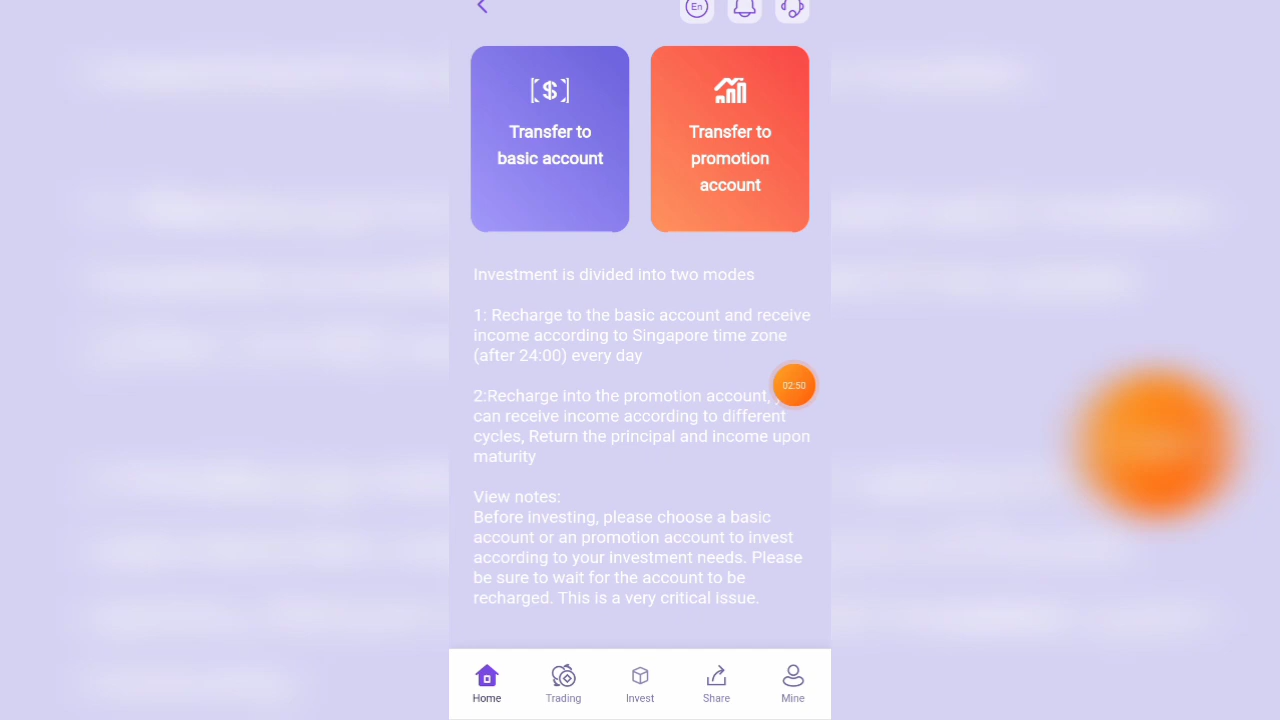 En
Transfer to
basic account
Transfer to
promotion
account
Investment is divided into two modes
1: Recharge to the basic account and receive
income according to Singapore time zone
(after 24:00) every day
2:Recharge into the promotion account,
02:50
can receive income according to different
cycles, Return the principal and income upon
maturity
View notes:
Before investing, please choose a basic
account or an promotion account to invest
according to your investment needs. Please
be sure to wait for the account to be
recharged. This is a very critical issue.
Home
Trading
Invest
Share
Mine